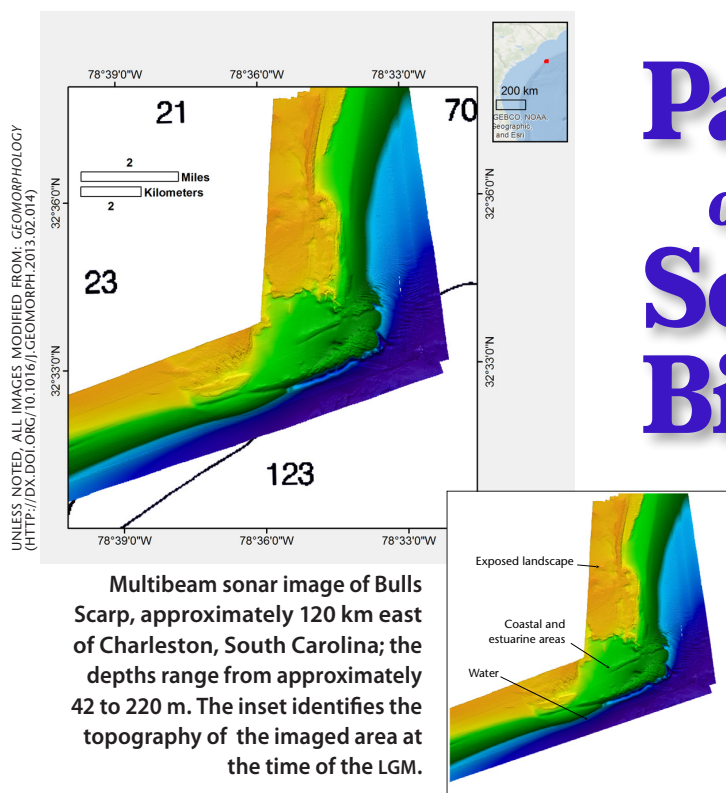 UNLESS NOTED, ALL IMAGES MODIFIED FROM: GEOMORPHOLOGY
(HTTP://DX.DOI.ORG/10.1016/J.GEOMORPH.2013.02.014)
78°39'0"W 78°36'0"W 78°33'0"W
21
70
2
Miles
Kilometers
2
23
123
32°36'0"N
32°33'0"N
32°36'0"N
32°33'0"N
78°39'0"W 78°36'0"W 78°33'0"W
200 km
GEBCO, NOAA,
Geographic,
and Esri
Pa
Bi
Multibeam sonar image of Bulls
Scarp, approximately 120 km east
of Charleston, South Carolina; the
depths range from approximately
42 to 220 m. The inset identifies the
topography of the imaged area at
the time of the LGM.
Exposed landscape
Coastal and
estuarine areas
Water